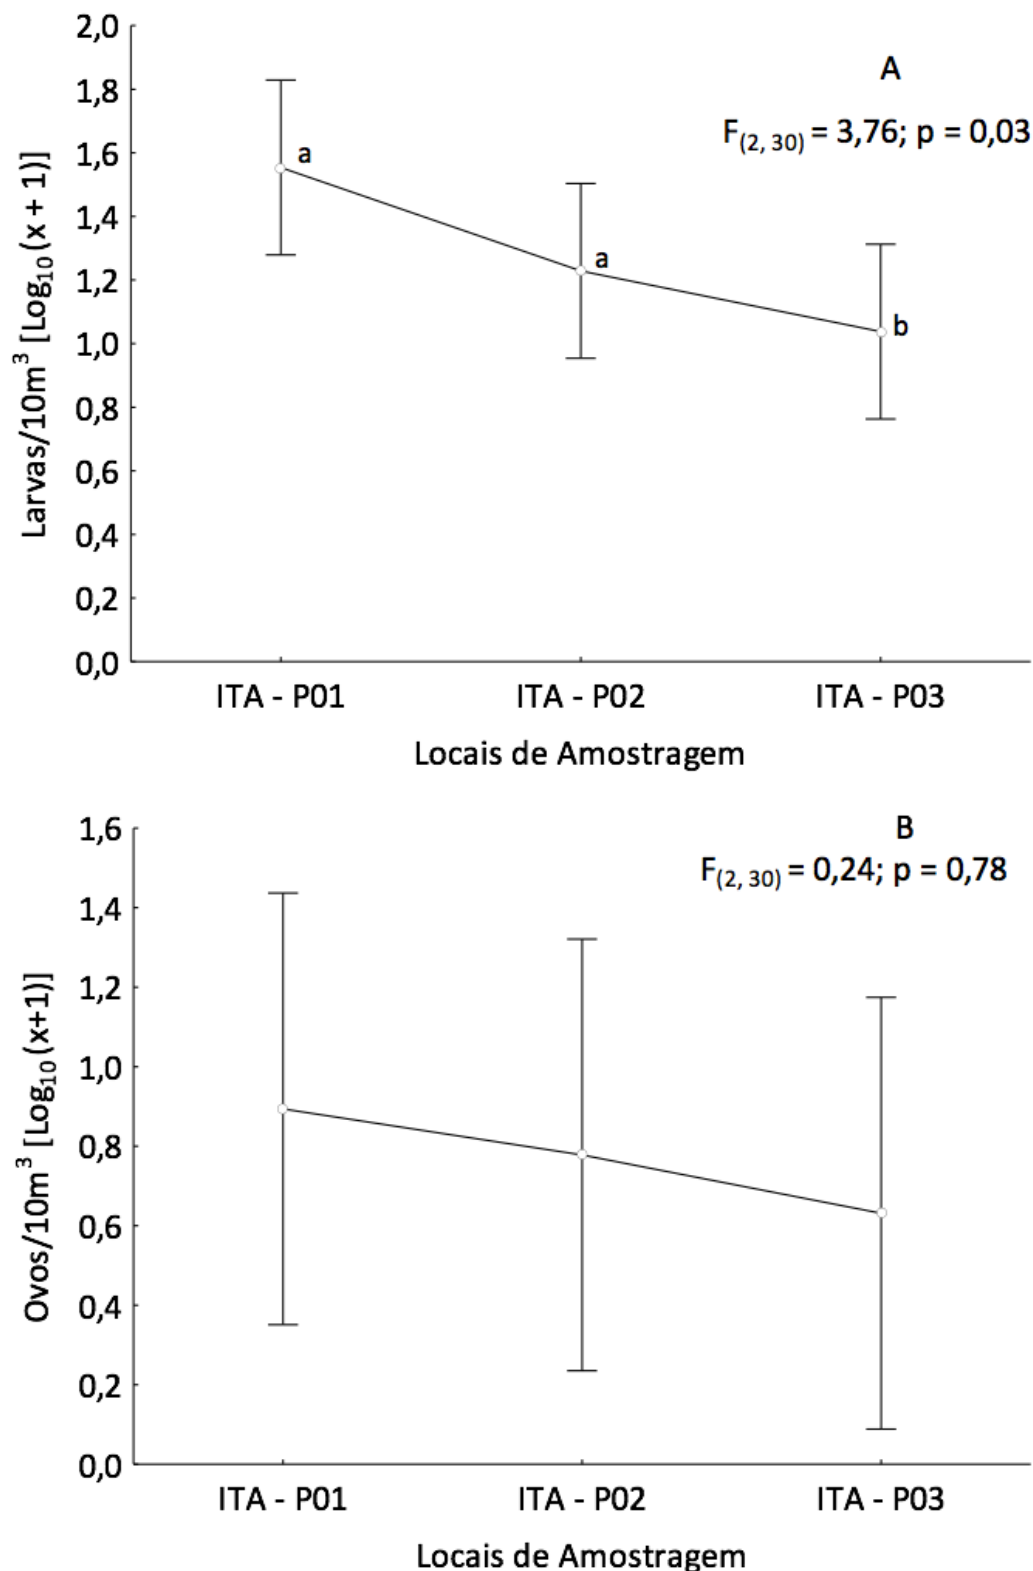 2,0
A
1,8
F(2, 30) = 3,76; p = 0,03
1,6
a
1,4
a
1,2
b
1,0
0,8
0,6
0,4
0,2
0,0
Larvas/10m³ [Log₁₀ (x + 1)]
ITA - P01 ITA - P02 ITA - P03
Locais de Amostragem
1,6
B
F(2, 30) = 0,24; p = 0,78
1,4
1,2
1,0
0,8
0,6
0,4
0,2
0,0
Ovos/10m³ [Log₁₀ (x+1)]
ITA - P01 ITA - P02 ITA - P03
Locais de Amostragem